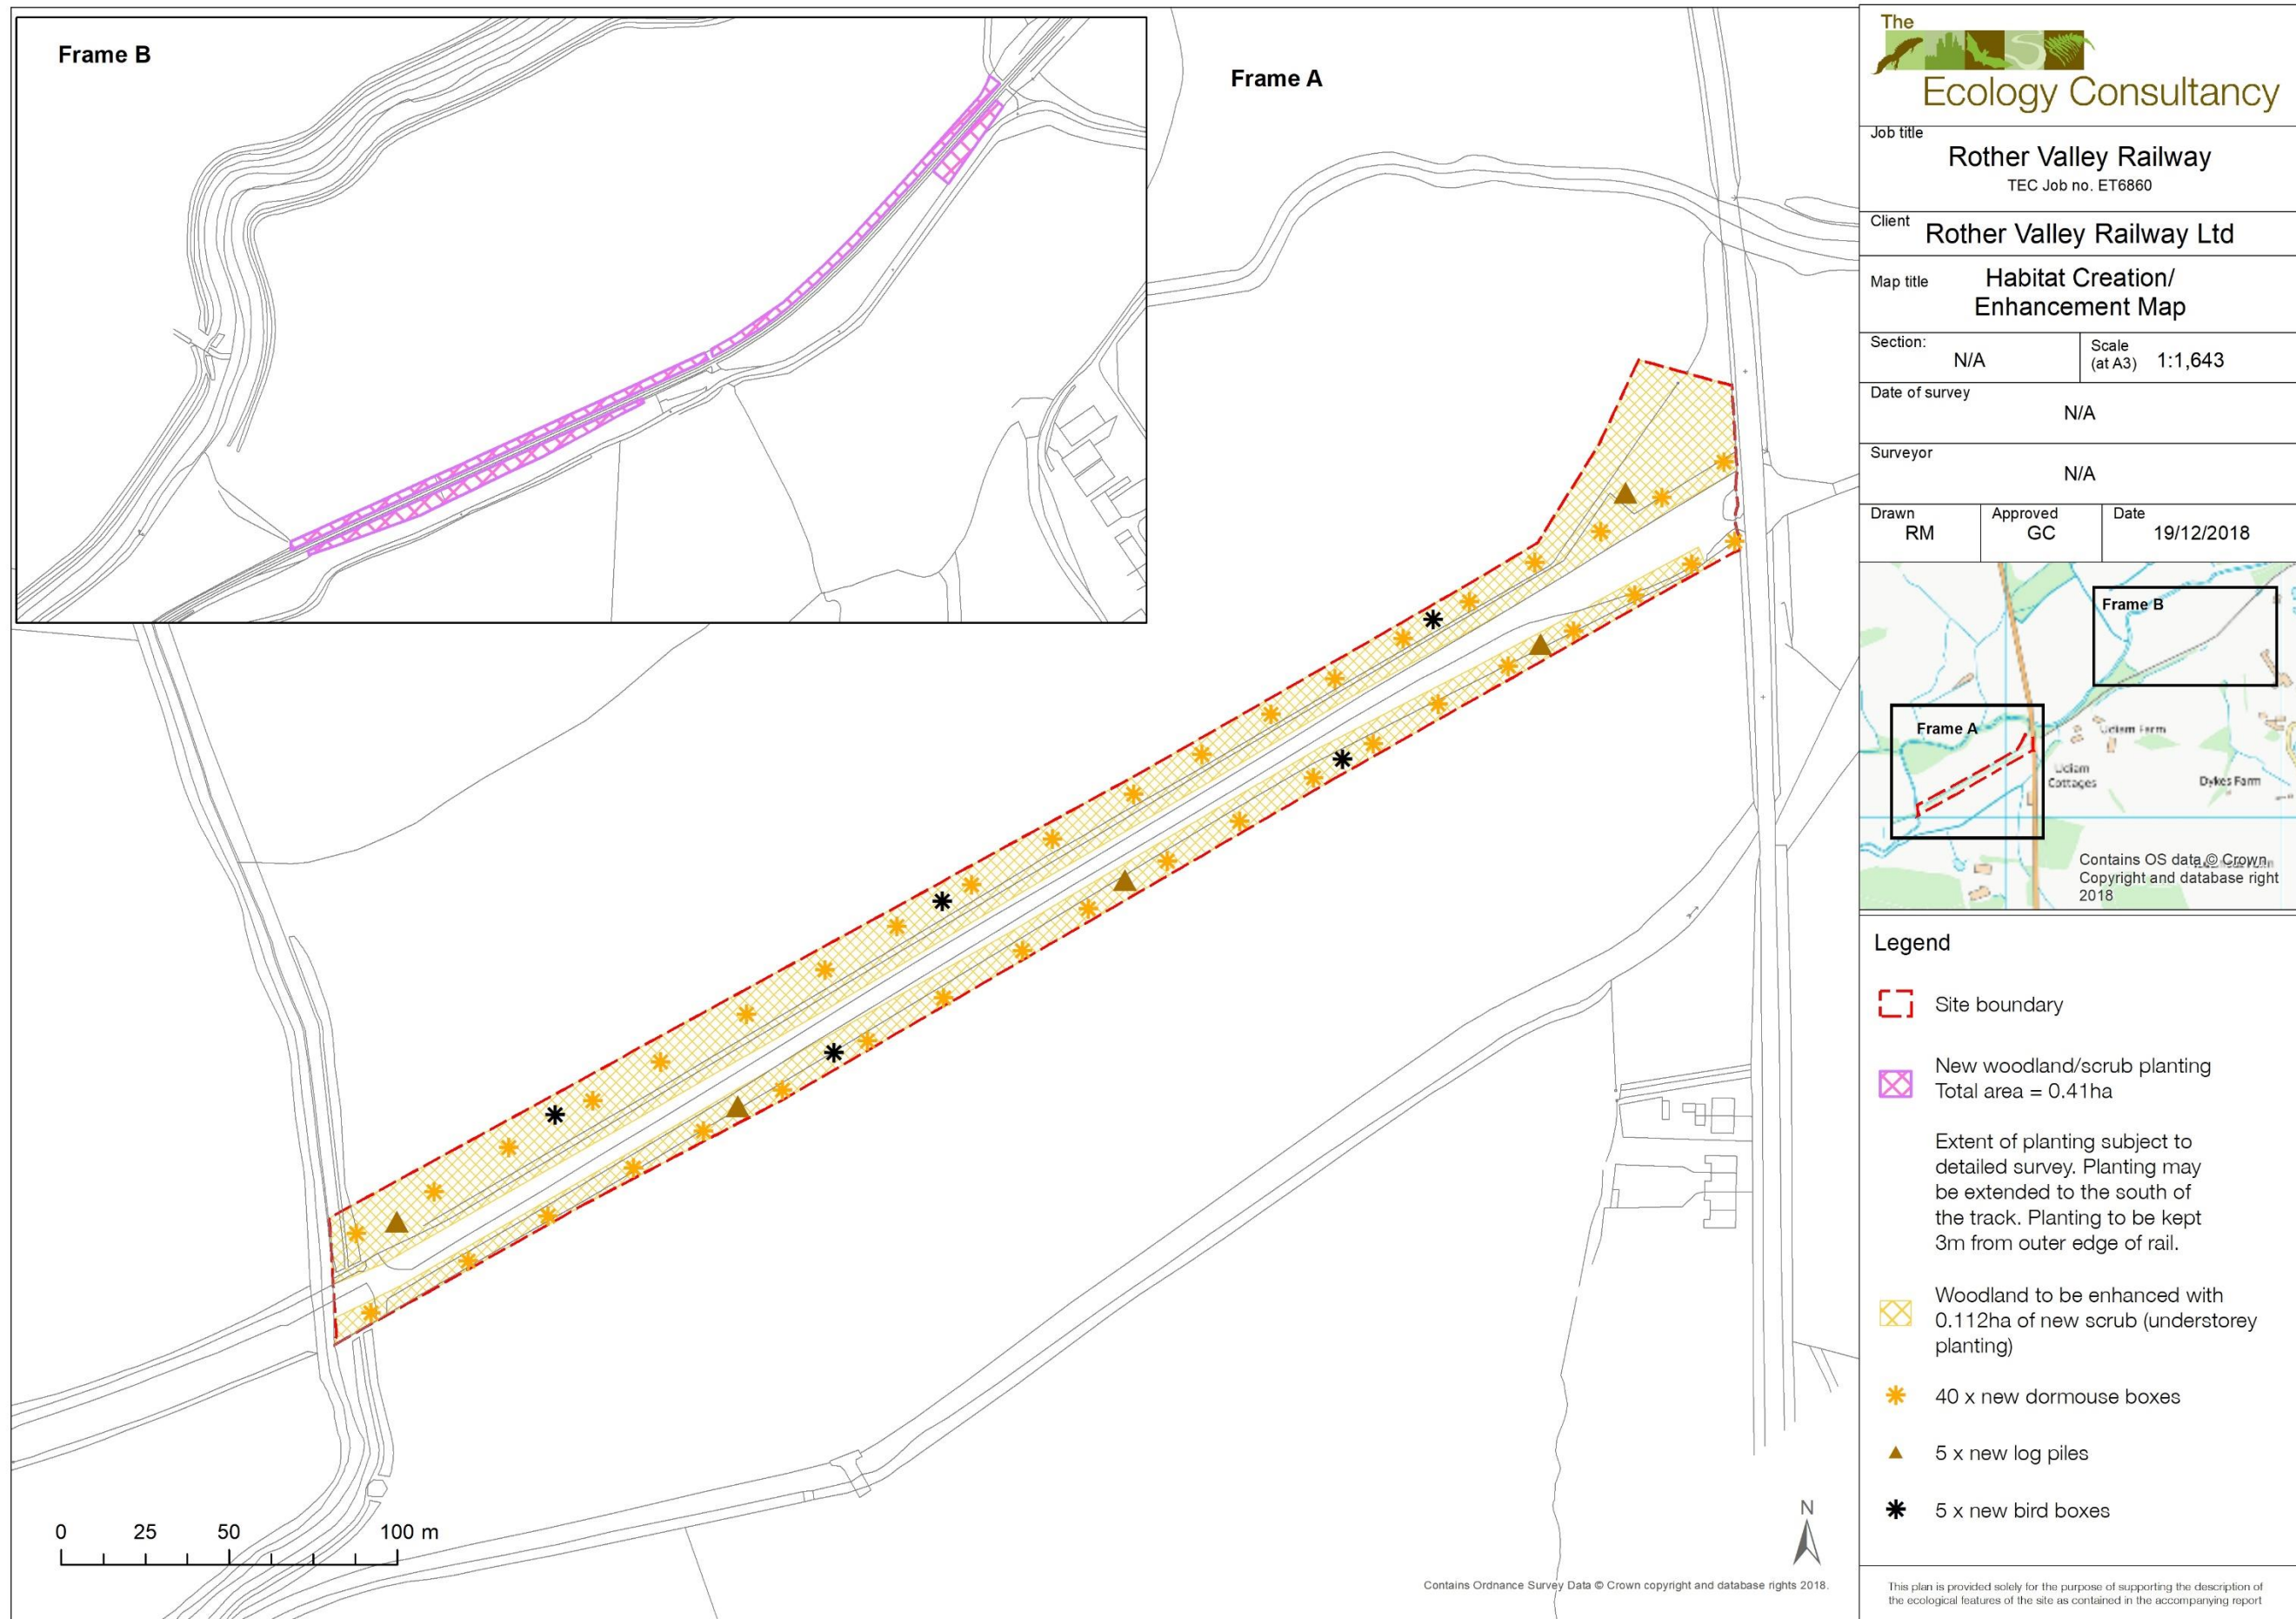 Frame B
Frame A
The
Ecology Consultancy
Job title
Rother Valley Railway
TEC Job no. ET6860
Client
Rother Valley Railway Ltd
Map title
Habitat Creation/
Enhancement Map
Section:
N/A
Scale
(at A3)
1:1,643
Date of survey
N/A
Surveyor
N/A
Drawn
RM
Approved
GC
Date
19/12/2018
Frame B
Frame A
Udiam Farm
Udiam
Cottages
Dykes Farm
Contains OS data © Crown
Copyright and database right
2018
Legend
Site boundary
New woodland/scrub planting
Total area = 0.41ha
Extent of planting subject to
detailed survey. Planting may
be extended to the south of
the track. Planting to be kept
3m from outer edge of rail.
Woodland to be enhanced with
0.112ha of new scrub (understorey
planting)
40 x new dormouse boxes
5 x new log piles
5 x new bird boxes
0 25 50 100 m
N
Contains Ordnance Survey Data © Crown copyright and database rights 2018.
This plan is provided solely for the purpose of supporting the description of
the ecological features of the site as contained in the accompanying report